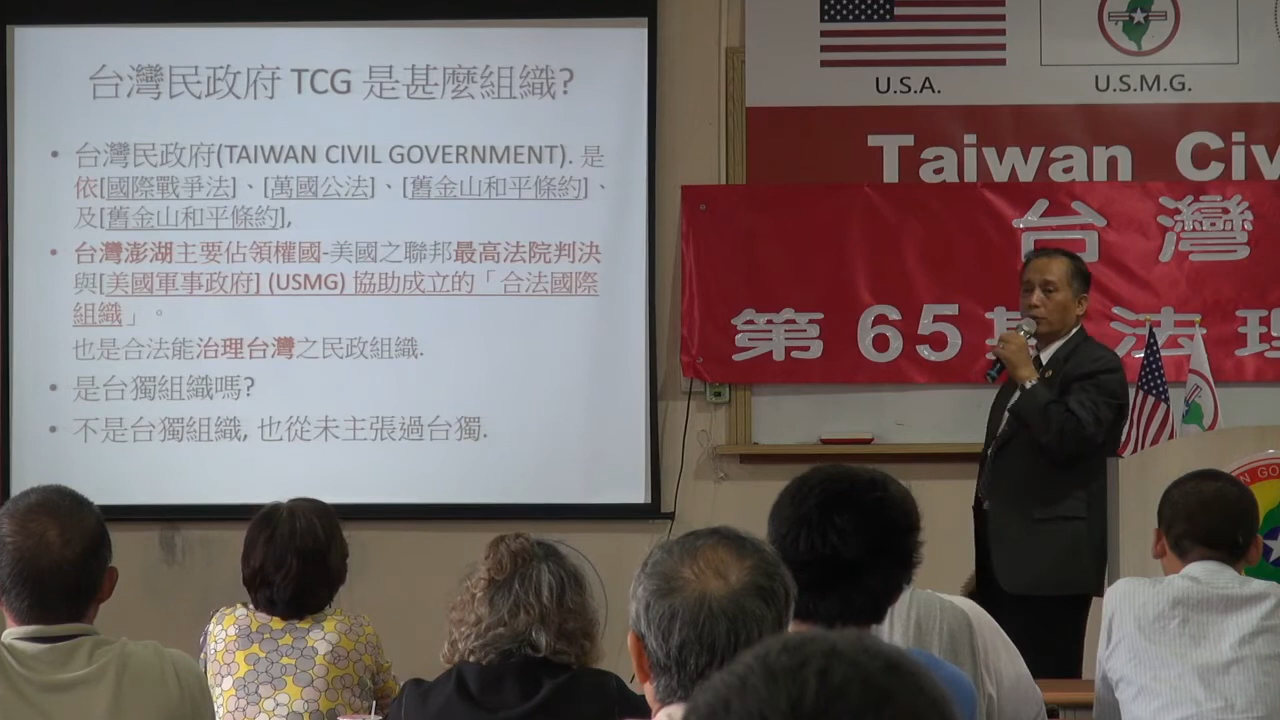 台灣民政府 TCG 是甚麼組織?
• 台灣民政府(TAIWAN CIVIL GOVERNMENT). 是
依[國際戰爭法]、[萬國公法]、[舊金山和平條約]、
及[舊金山和平條約],
• 台灣澎湖主要佔領權國-美國之聯邦最高法院判決
與[美國軍事政府] (USMG) 協助成立的「合法國際
組織」。
也是合法能治理台灣之民政組織.
• 是台獨組織嗎?
• 不是台獨組織, 也從未主張過台獨.
U.S.A.
U.S.M.G.
Taiwan Civ
台灣
第65期法理
N GO